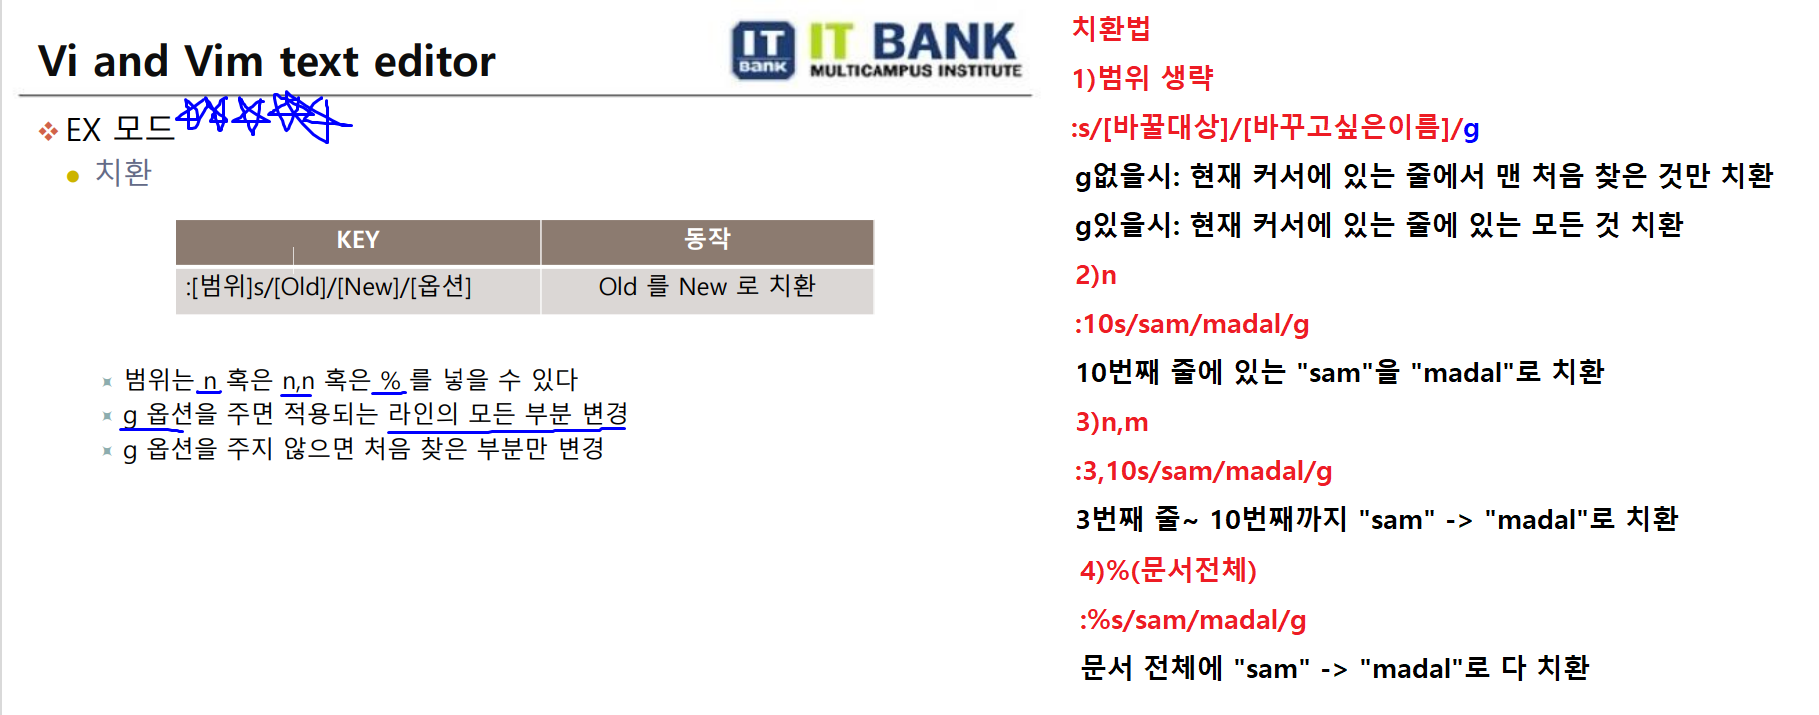 Vi and Vim text editor
IT Bank
IT BANK
MULTICAMPUS INSTITUTE
EX 모드
치환
KEY 동작
:[범위]s/[Old]/[New]/[옵션] Old 를 New 로 치환
범위는 n 혹은 n,n 혹은 % 를 넣을 수 있다
g 옵션을 주면 적용되는 라인의 모든 부분 변경
g 옵션을 주지 않으면 처음 찾은 부분만 변경
치환법
1)범위 생략
:s/[바꿀대상]/[바꾸고싶은이름]/g
g없을시: 현재 커서에 있는 줄에서 맨 처음 찾은 것만 치환
g있을시: 현재 커서에 있는 줄에 있는 모든 것 치환
2)n
:10s/sam/madal/g
10번째 줄에 있는 "sam"을 "madal"로 치환
3)n,m
:3,10s/sam/madal/g
3번째 줄~ 10번째까지 "sam" -> "madal"로 치환
4)%(문서전체)
:%s/sam/madal/g
문서 전체에 "sam" -> "madal"로 다 치환